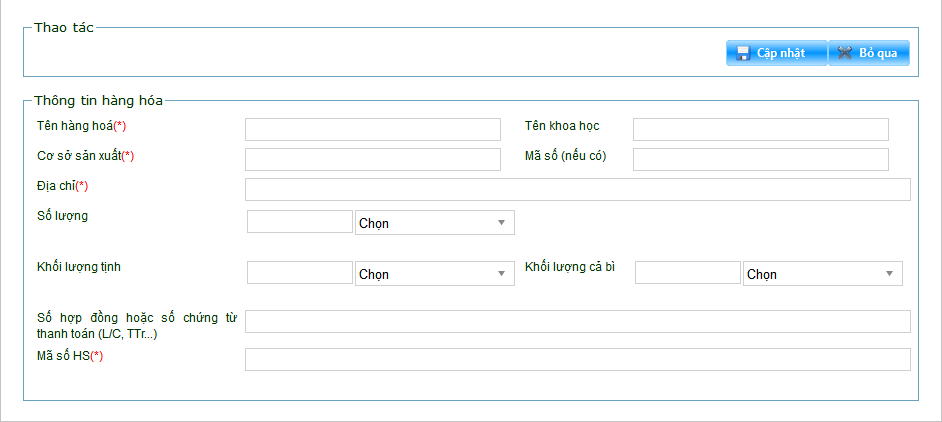 Thao tác
Cập nhật Bỏ qua
Thông tin hàng hóa
Tên hàng hoá(*) Tên khoa học
Cơ sở sản xuất(*) Mã số (nếu có)
Địa chỉ(*)
Số lượng Chọn
Khối lượng tịnh Chọn Khối lượng cả bì Chọn
Số hợp đồng hoặc số chứng từ
thanh toán (L/C, TTr...)
Mã số HS(*)